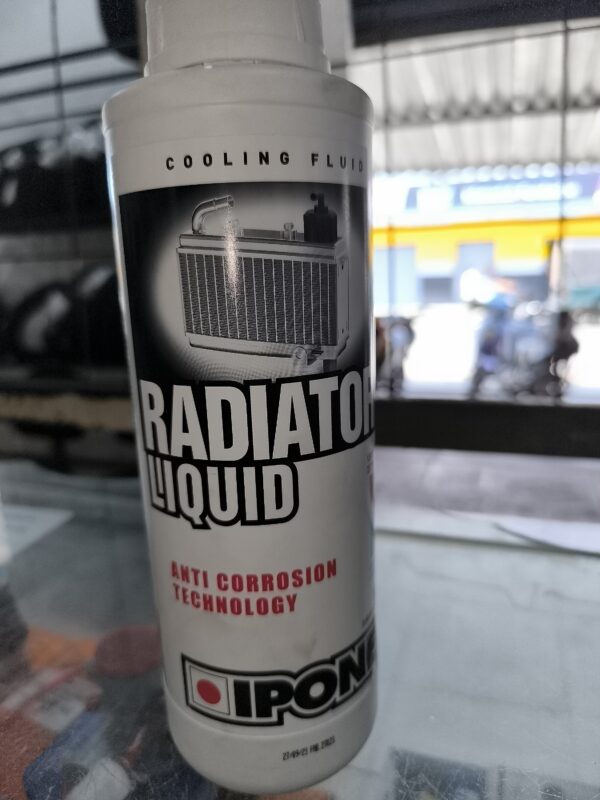 COOLING FLUID
RADIATOR
LIQUID
ANTI CORROSION
TECHNOLOGY
IPONE